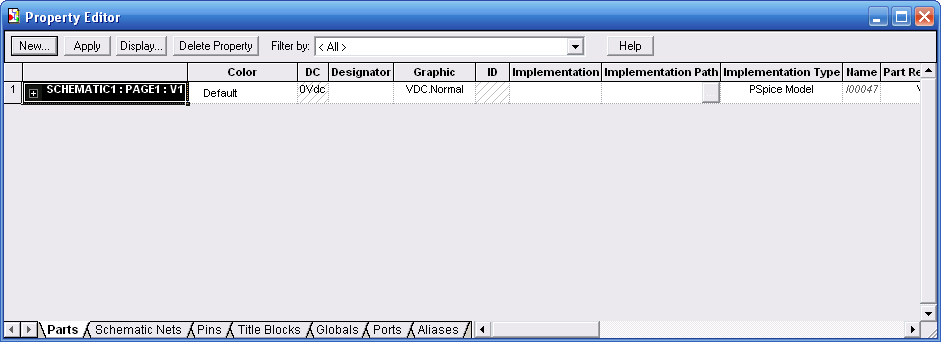 Property Editor
New... Apply Display... Delete Property Filter by: < All > Help
Color DC Designator Graphic ID Implementation Implementation Path Implementation Type Name Part Re
1 SCHEMATIC1 : PAGE1 : V1 Default 0Vdc VDC.Normal PSpice Model I00047 V
Parts Schematic Nets Pins Title Blocks Globals Ports Aliases